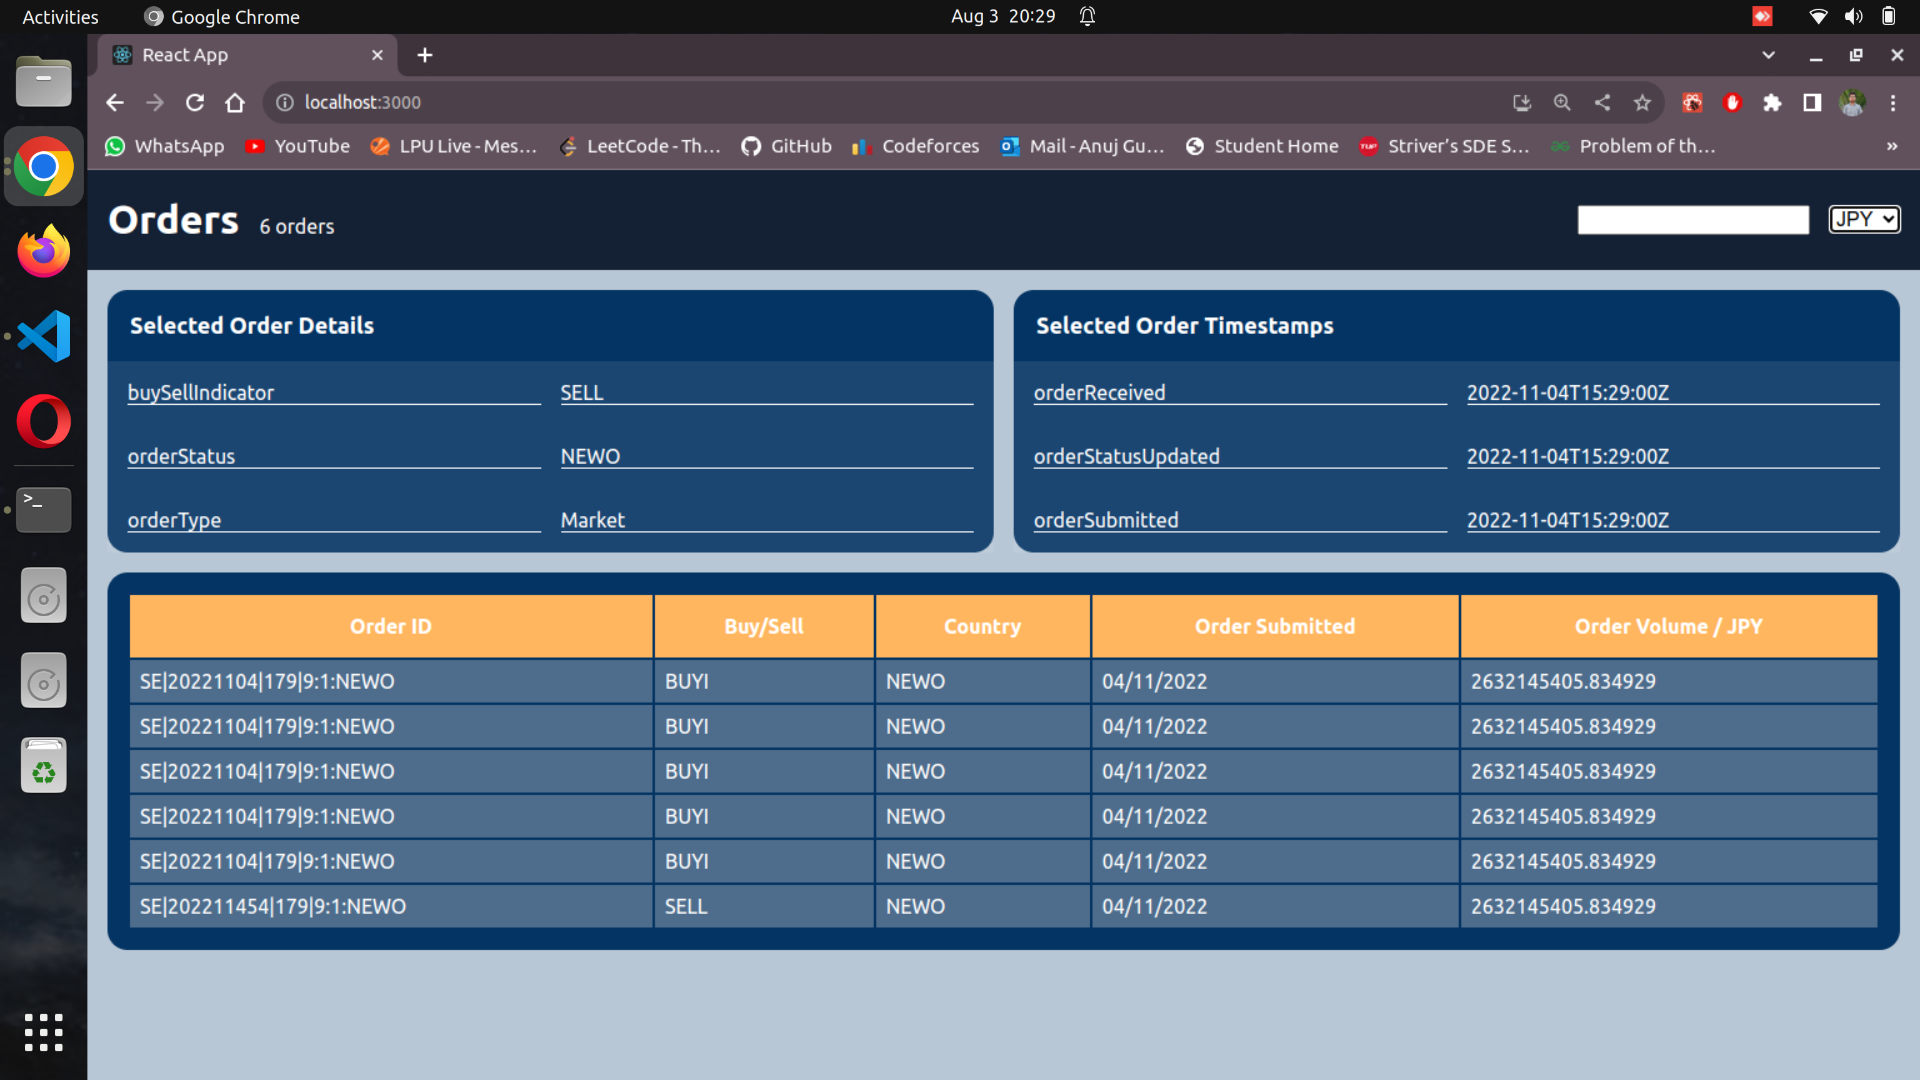 Activities
Google Chrome
Aug 3 20:29
React App
localhost:3000
WhatsApp
YouTube
LPU Live - Mes...
LeetCode - Th...
GitHub
Codeforces
Mail - Anuj Gu...
Student Home
TUF
Striver's SDE S...
Problem of th...
»
Orders 6 orders
JPY
Selected Order Details
buySellIndicator SELL
orderStatus NEWO
orderType Market
Selected Order Timestamps
orderReceived 2022-11-04T15:29:00Z
orderStatusUpdated 2022-11-04T15:29:00Z
orderSubmitted 2022-11-04T15:29:00Z
Order ID Buy/Sell Country Order Submitted Order Volume / JPY
SE|20221104|179|9:1:NEWO BUYI NEWO 04/11/2022 2632145405.834929
SE|20221104|179|9:1:NEWO BUYI NEWO 04/11/2022 2632145405.834929
SE|20221104|179|9:1:NEWO BUYI NEWO 04/11/2022 2632145405.834929
SE|20221104|179|9:1:NEWO BUYI NEWO 04/11/2022 2632145405.834929
SE|20221104|179|9:1:NEWO BUYI NEWO 04/11/2022 2632145405.834929
SE|202211454|179|9:1:NEWO SELL NEWO 04/11/2022 2632145405.834929